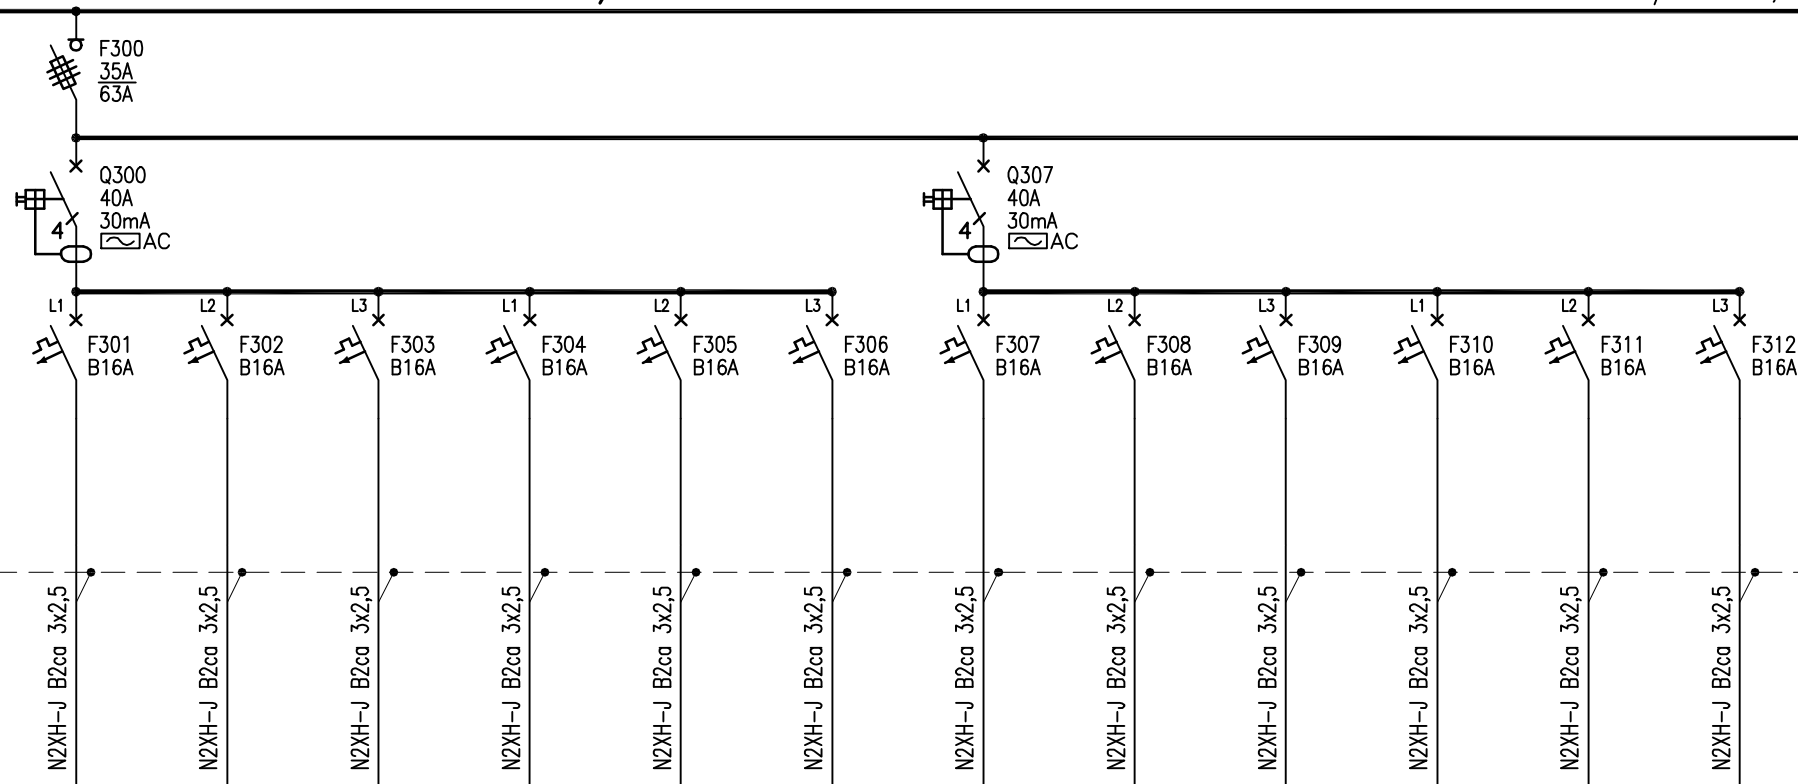 F300
35A
63A
Q300
40A
30mA
AC
4
Q307
40A
30mA
AC
4
L1
L2
L3
L1
L2
L3
L1
L2
L3
L1
L2
L3
F301
B16A
F302
B16A
F303
B16A
F304
B16A
F305
B16A
F306
B16A
F307
B16A
F308
B16A
F309
B16A
F310
B16A
F311
B16A
F312
B16A
N2XH-J B2ca 3x2,5
N2XH-J B2ca 3x2,5
N2XH-J B2ca 3x2,5
N2XH-J B2ca 3x2,5
N2XH-J B2ca 3x2,5
N2XH-J B2ca 3x2,5
N2XH-J B2ca 3x2,5
N2XH-J B2ca 3x2,5
N2XH-J B2ca 3x2,5
N2XH-J B2ca 3x2,5
N2XH-J B2ca 3x2,5
N2XH-J B2ca 3x2,5